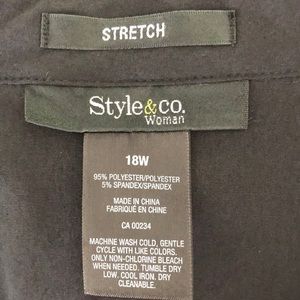 STRETCH
Style&co.
Woman
18W
95% POLYESTER/POLYESTER
5% SPANDEX/SPANDEX
MADE IN CHINA
FABRIQUÉ EN CHINE
CA 00234
MACHINE WASH COLD, GENTLE
CYCLE WITH LIKE COLORS.
ONLY NON-CHLORINE BLEACH
WHEN NEEDED. TUMBLE DRY
LOW, COOL IRON. DRY
CLEANABLE.